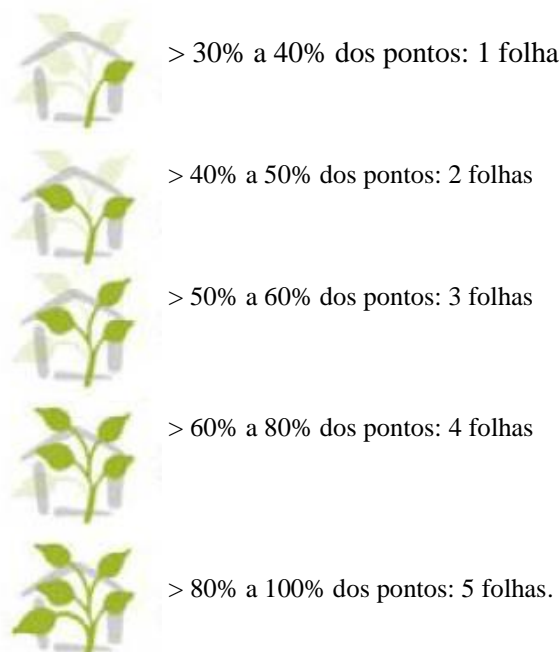 > 30% a 40% dos pontos: 1 folha
> 40% a 50% dos pontos: 2 folhas
> 50% a 60% dos pontos: 3 folhas
> 60% a 80% dos pontos: 4 folhas
> 80% a 100% dos pontos: 5 folhas.